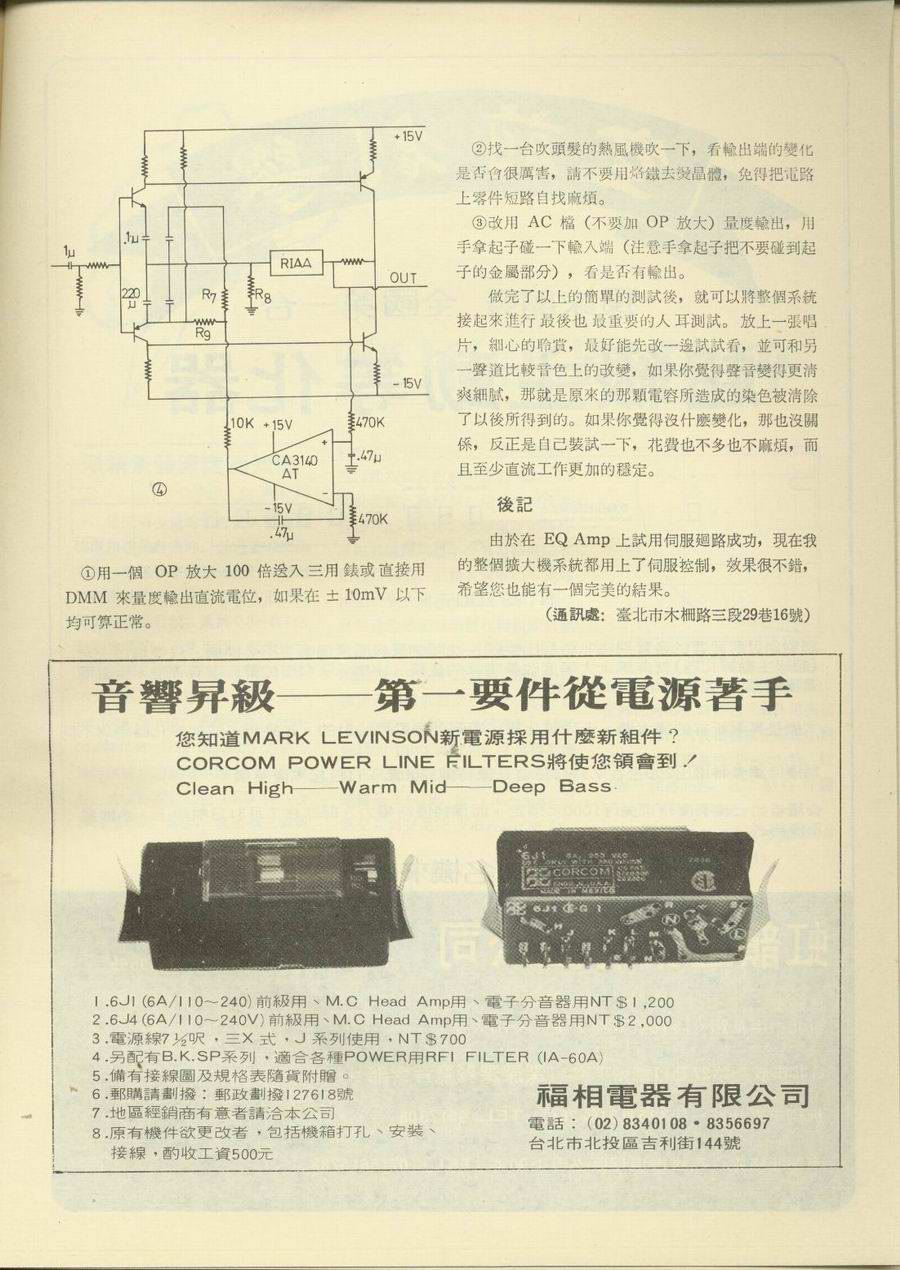 +15V
1μ
.1μ
220
μ
R7
R8
R9
RIAA
OUT
-15V
10K
+15V
470K
CA3140
AT
.47μ
-15V
.47μ
470K
④
①用一個 OP 放大 100 倍送入三用錶或直接用
DMM 來量度輸出直流電位，如果在 ± 10mV 以下
均可算正常。
②找一台吹頭髮的熱風機吹一下，看輸出端的變化
是否會很厲害，請不要用烙鐵去燙晶體，免得把電路
上零件短路自找麻煩。
③改用 AC 檔（不要加 OP 放大）量度輸出，用
手拿起子碰一下輸入端（注意手拿起子把不要碰到起
子的金屬部分），看是否有輸出。
做完了以上的簡單的測試後，就可以將整個系統
接起來進行最後也最重要的人耳測試。放上一張唱
片，細心的聆賞，最好能先改一邊試試看，並可和另
一聲道比較音色上的改變，如果你覺得聲音變得更清
爽細膩，那就是原來的那顆電容所造成的染色被清除
了以後所得到的。如果你覺得沒什麼變化，那也沒關
係，反正是自己裝試一下，花費也不多也不麻煩，而
且至少直流工作更加的穩定。
後記
由於在 EQ Amp 上試用伺服廻路成功，現在我
的整個擴大機系統都用上了伺服控制，效果很不錯，
希望您也能有一個完美的結果。
（通訊處：臺北市木柵路三段29巷16號）
音響昇級——第一要件從電源著手
您知道MARK LEVINSON新電源採用什麼新組件？
CORCOM POWER LINE FILTERS將使您領會到！
Clean High——Warm Mid——Deep Bass
6J1
CORCOM
6J4
1.6J1(6A/110～240)前級用、M.C Head Amp用、電子分音器用NT$1,200
2.6J4(6A/110～240V)前級用、M.C Head Amp用、電子分音器用NT$2,000
3.電源線7½呎，三X式，J系列使用，NT$700
4.另配有B.K.SP系列，適合各種POWER用RFI FILTER (IA-60A)
5.備有接線圖及規格表隨貨附贈。
6.郵購請劃撥：郵政劃撥127618號
7.地區經銷商有意者請洽本公司
8.原有機件欲更改者，包括機箱打孔、安裝、
接線，酌收工資500元
福相電器有限公司
電話：(02)8340108・8356697
台北市北投區吉利街144號